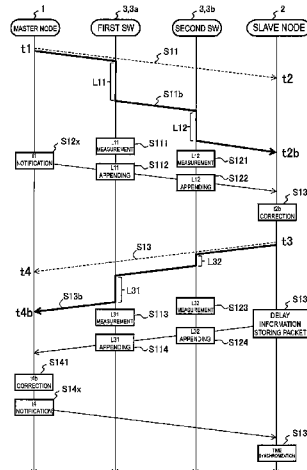 1
3,3a
3,3b
2
MASTER NODE
FIRST SW
SECOND SW
SLAVE NODE
t1
S11
L11
t2
S11b
L12
t2b
S12x
t1
NOTIFICATION
L11
MEASUREMENT
S111
L12
MEASUREMENT
S121
L11
APPENDING
S112
L12
APPENDING
S122
S13
t2b
CORRECTION
t3
S13
L32
t4
L31
S13b
t4b
S13
L31
MEASUREMENT
S113
L32
MEASUREMENT
S123
DELAY
INFORMATION
STORING PACKET
L31
APPENDING
S114
L32
APPENDING
S124
S141
t4b
CORRECTION
S14x
t4
NOTIFICATION
S13
TIME
SYNCHRONIZATION